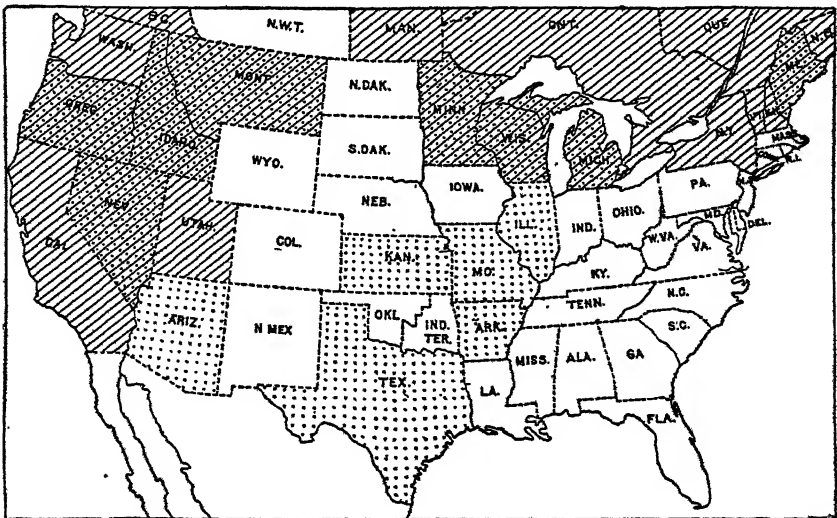 B.C.
N.W.T.
MAN.
ONT.
QUE.
WASH.
MONT.
N.DAK.
MINN.
ME.
N.B.
OREG.
IDAHO.
S.DAK.
WIS.
MICH.
N.Y.
MASS.
R.I.
WYO.
IOWA.
PA.
NEV.
UTAH.
NEB.
ILL.
IND.
OHIO.
MD.
DEL.
CAL.
COL.
KAN.
MO.
W.VA.
VA.
KY.
ARIZ.
N MEX
OKL.
IND.
TER.
ARK.
TENN.
N.C.
S.C.
TEX.
LA.
MISS.
ALA.
GA
FLA.